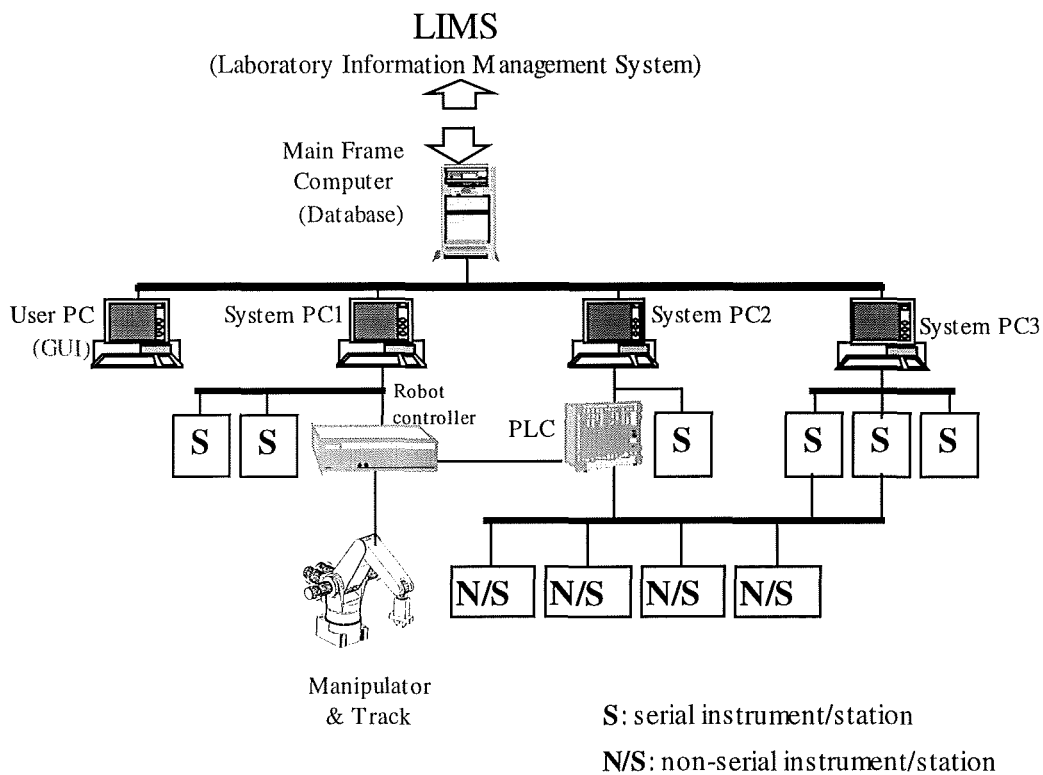 LIMS
(Laboratory Information Management System)
Main Frame
Computer
(Database)
User PC
(GUI)
System PC1
System PC2
System PC3
Robot
controller
PLC
S
S
S
S
S
S
N/S
N/S
N/S
N/S
Manipulator
& Track
S: serial instrument/station
N/S: non-serial instrument/station